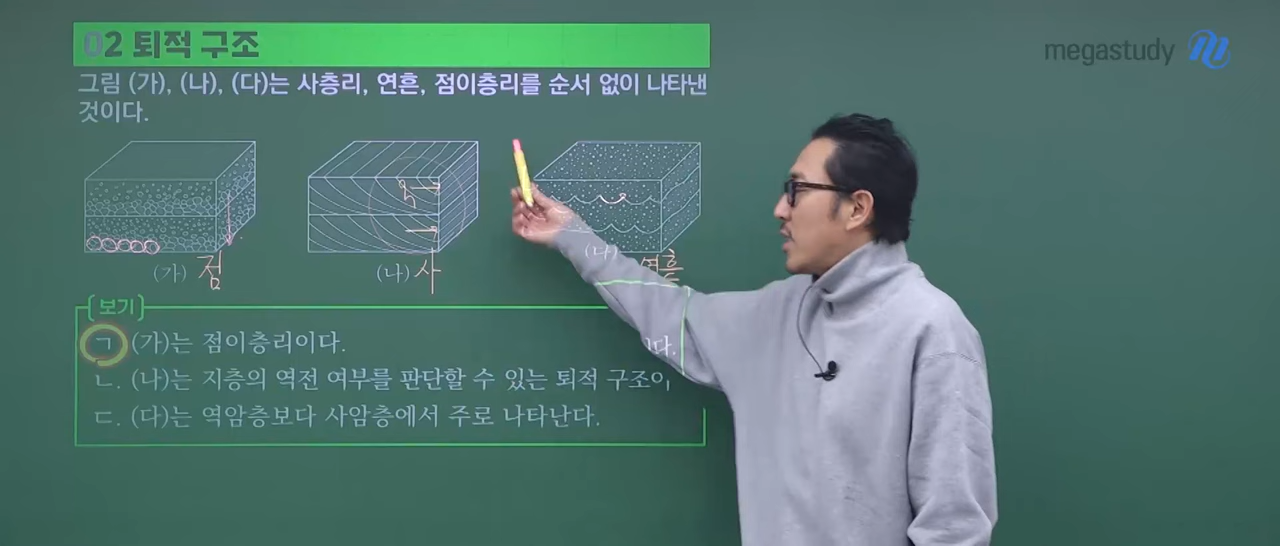 02 퇴적 구조
megastudy
그림 (가), (나), (다)는 사층리, 연흔, 점이층리를 순서 없이 나타낸
것이다.
(가) 점
(나) 사
(나) 연흔
보기
ㄱ (가)는 점이층리이다.
ㄴ. (나)는 지층의 역전 여부를 판단할 수 있는 퇴적 구조이
다.
ㄷ. (다)는 역암층보다 사암층에서 주로 나타난다.